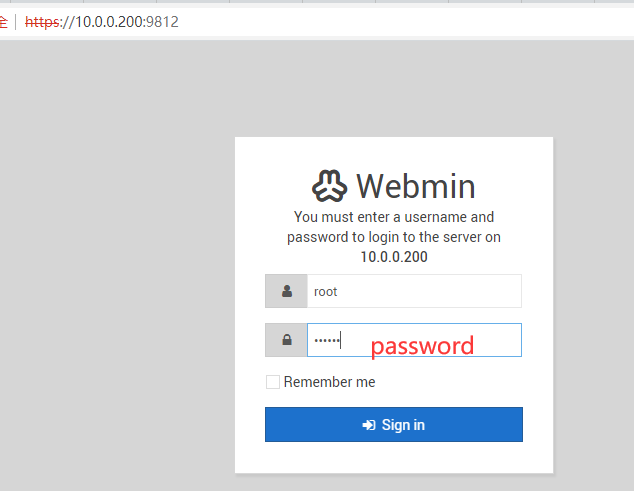 全 https://10.0.0.200:9812
Webmin
You must enter a username and
password to login to the server on
10.0.0.200
root
••••••
password
Remember me
Sign in